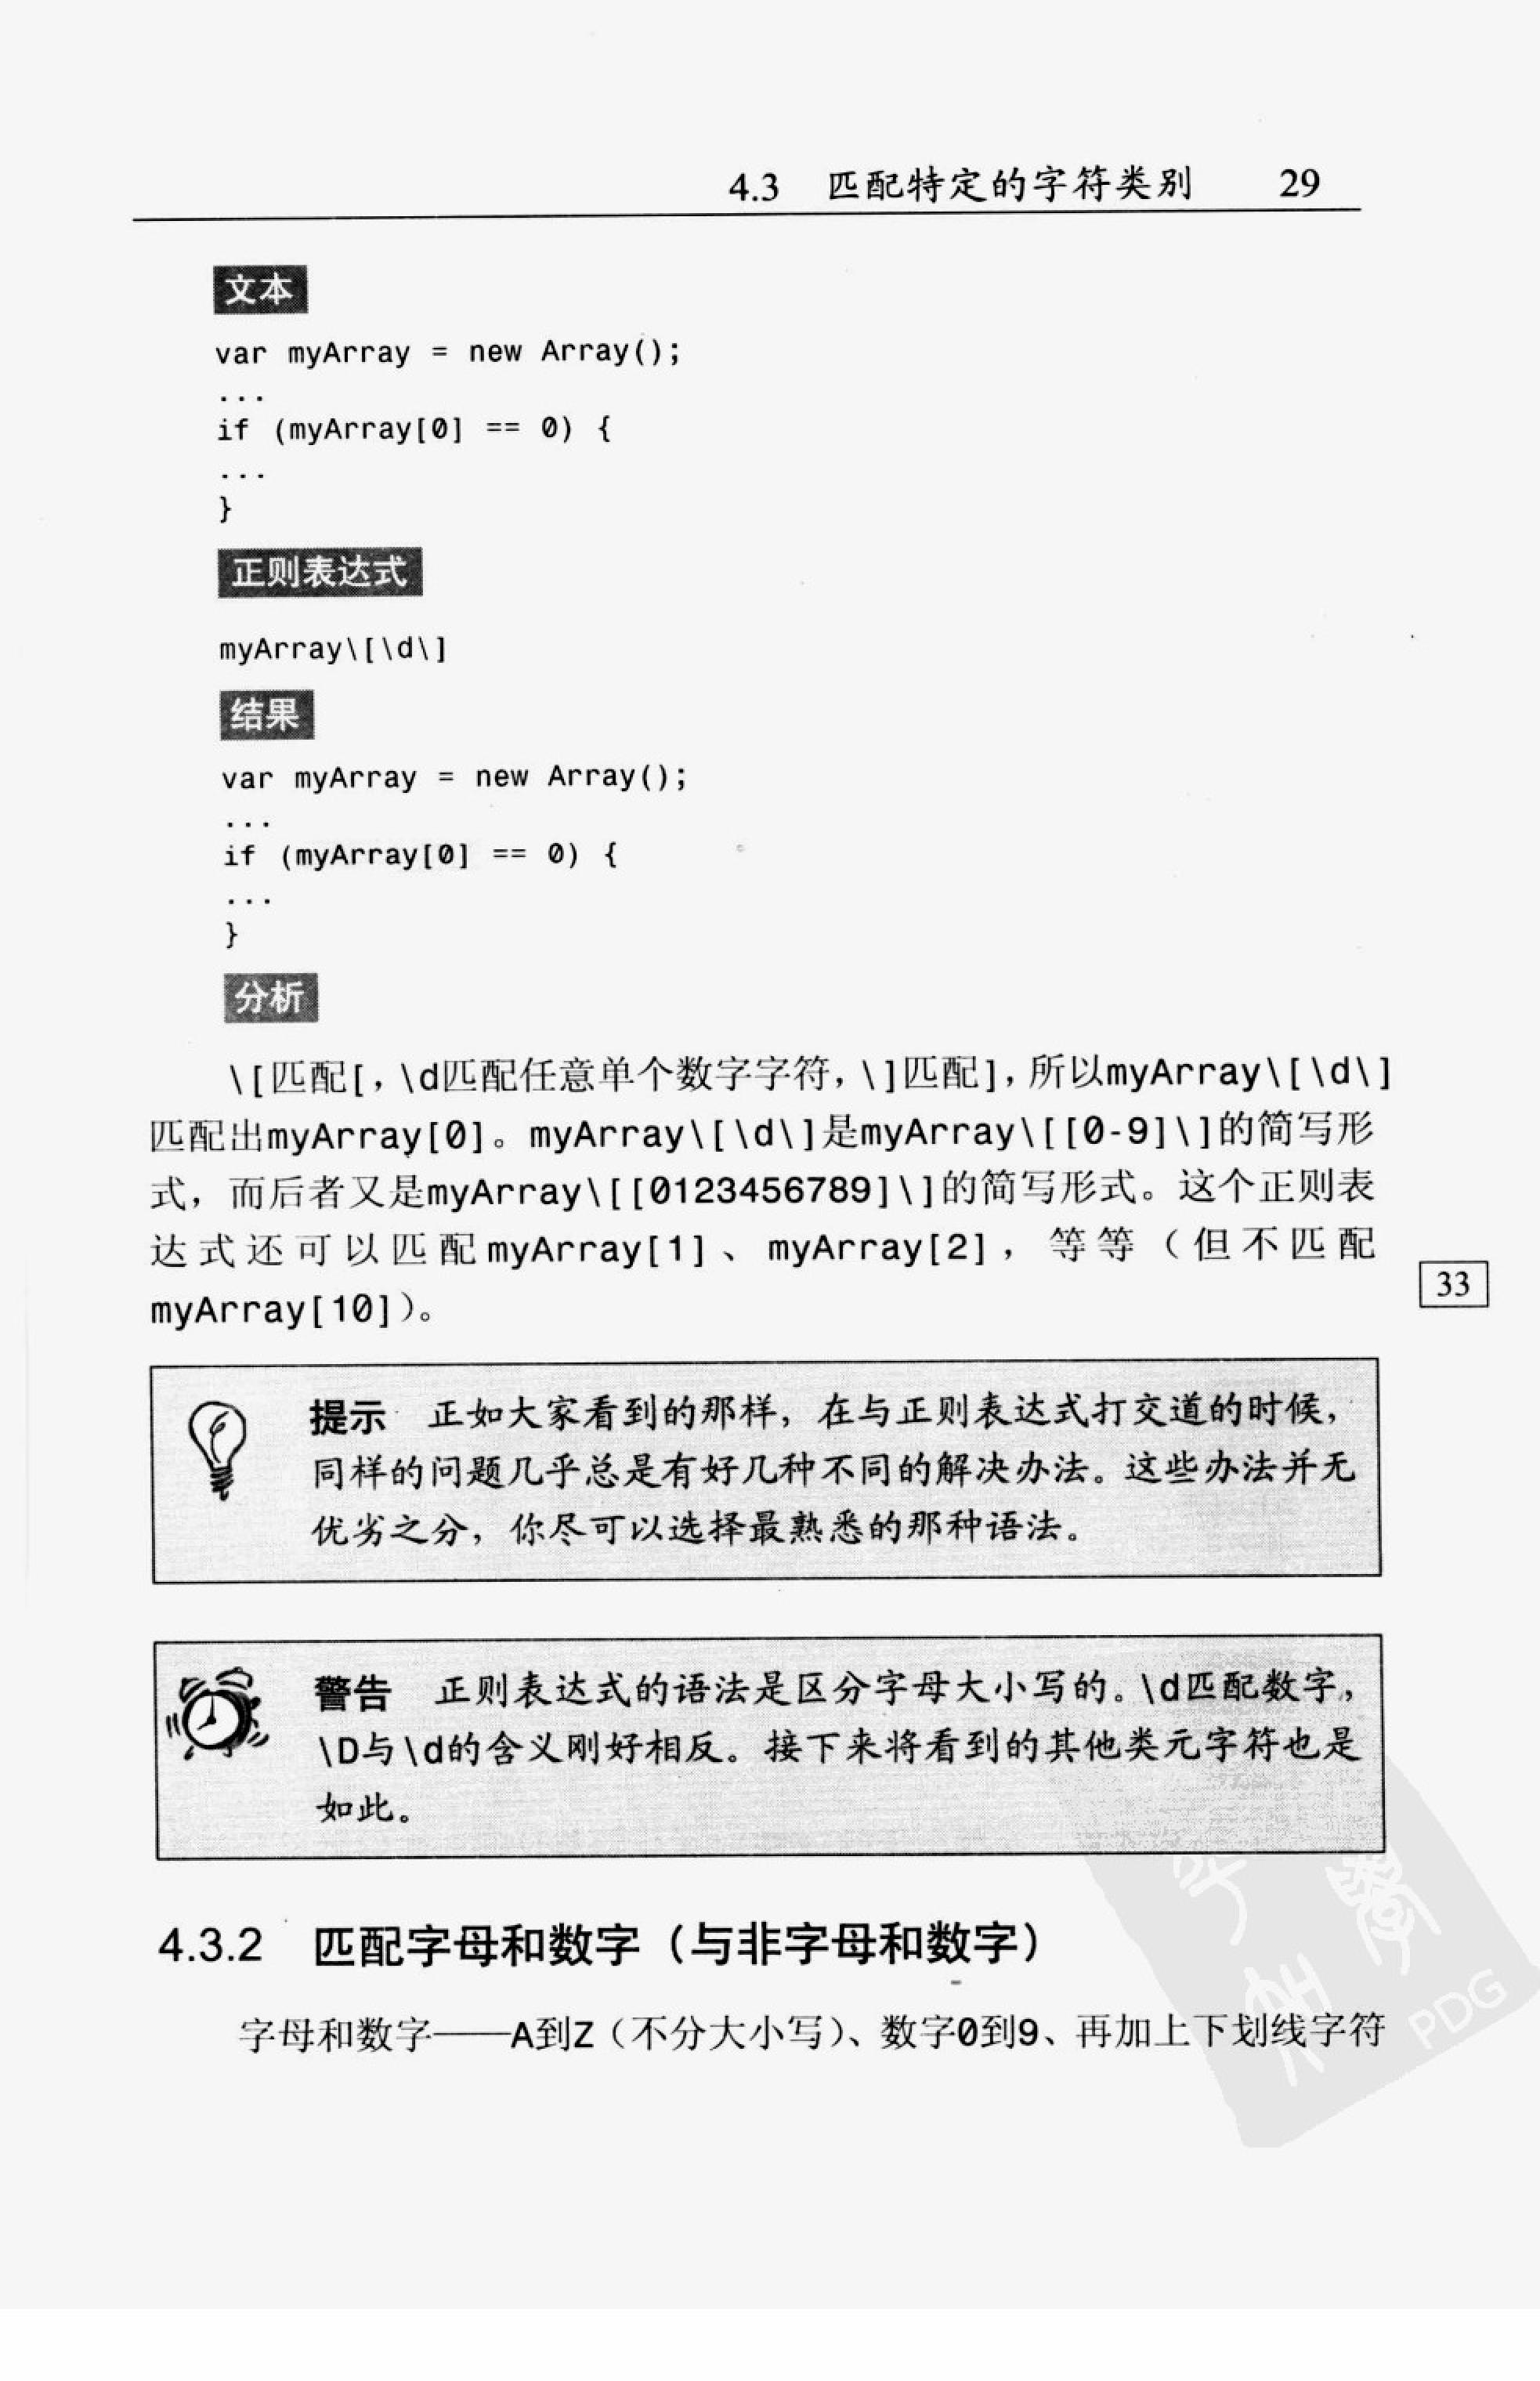 4.3 匹配特定的字符类别 29
文本
var myArray = new Array();
...
if (myArray[0] == 0) {
...
}
正则表达式
myArray\[\d\]
结果
var myArray = new Array();
...
if (myArray[0] == 0) {
...
}
分析
\[匹配[，\d匹配任意单个数字字符，\]匹配]，所以myArray\[\d\]
匹配出myArray[0]。myArray\[\d\]是myArray\[[0-9]\]的简写形
式，而后者又是myArray\[[0123456789]\]的简写形式。这个正则表
达式还可以匹配myArray[1]、myArray[2]，等等（但不匹配
myArray[10]）。
33
提示 正如大家看到的那样，在与正则表达式打交道的时候，
同样的问题几乎总是有好几种不同的解决办法。这些办法并无
优劣之分，你尽可以选择最熟悉的那种语法。
警告 正则表达式的语法是区分字母大小写的。\d匹配数字，
\D与\d的含义刚好相反。接下来将看到的其他类元字符也是
如此。
4.3.2 匹配字母和数字（与非字母和数字）
字母和数字——A到Z（不分大小写）、数字0到9、再加上下划线字符
PDG